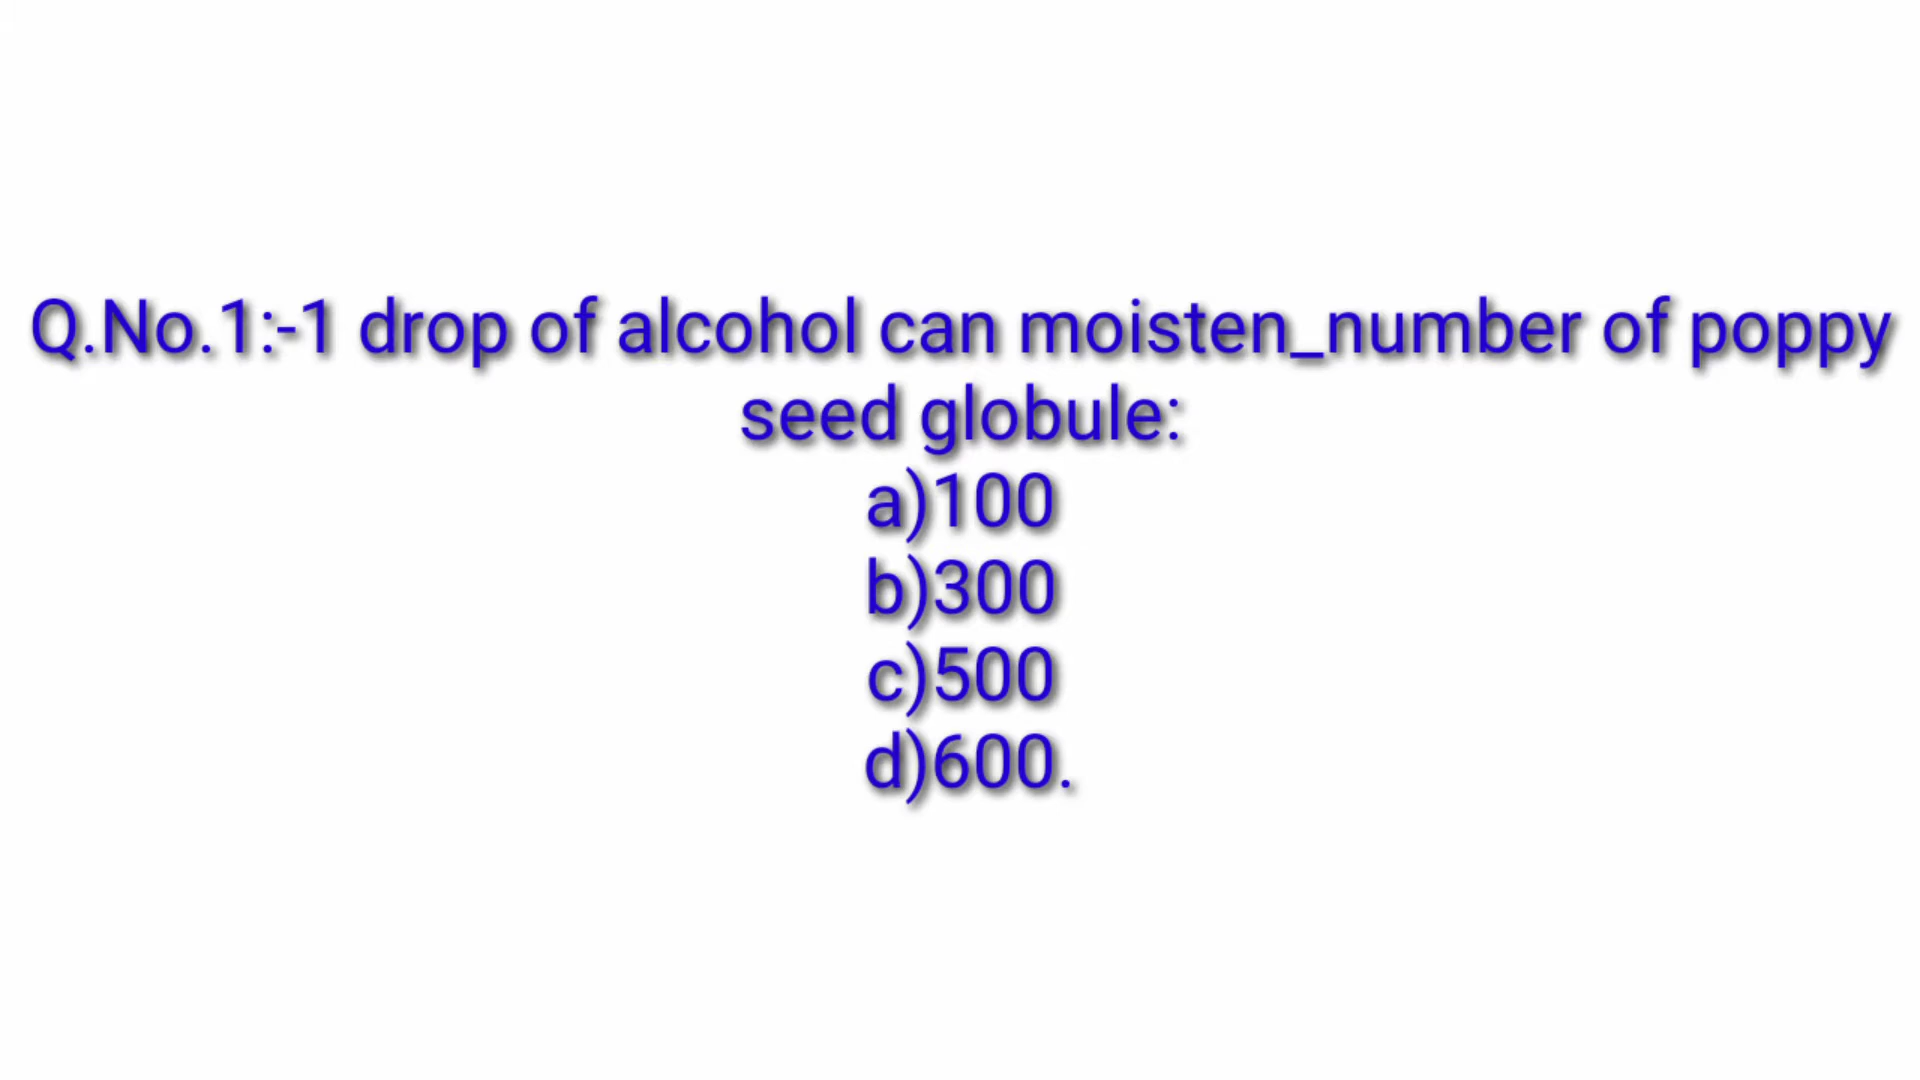 Q.No.1:-1 drop of alcohol can moisten_number of poppy
seed globule:
a)100
b)300
c)500
d)600.